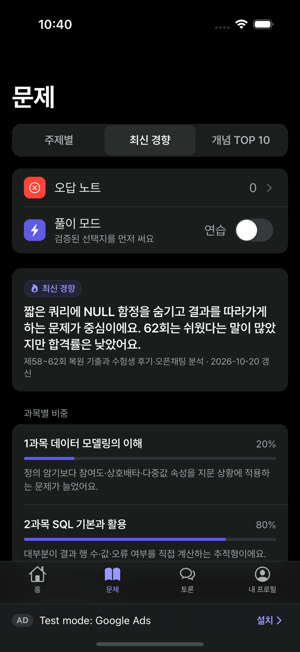 10:40
문제
주제별
최신 경향
개념 TOP 10
오답 노트
0
풀이 모드
검증된 선택지를 먼저 써요
연습
최신 경향
짧은 쿼리에 NULL 함정을 숨기고 결과를 따라가게
하는 문제가 중심이에요. 62회는 쉬웠다는 말이 많았
지만 합격률은 낮았어요.
제58~62회 복원 기출과 수험생 후기·오픈채팅 분석 · 2026-10-20 갱
신
과목별 비중
1과목 데이터 모델링의 이해
20%
정의 암기보다 참여도·상호배타·다중값 속성을 지문 상황에 적용하
는 문제가 늘었어요.
2과목 SQL 기본과 활용
80%
대부분이 결과 행 수·값·오류 여부를 직접 계산하는 추적형이에요.
홈
문제
토론
내 프로필
AD
Test mode: Google Ads
설치